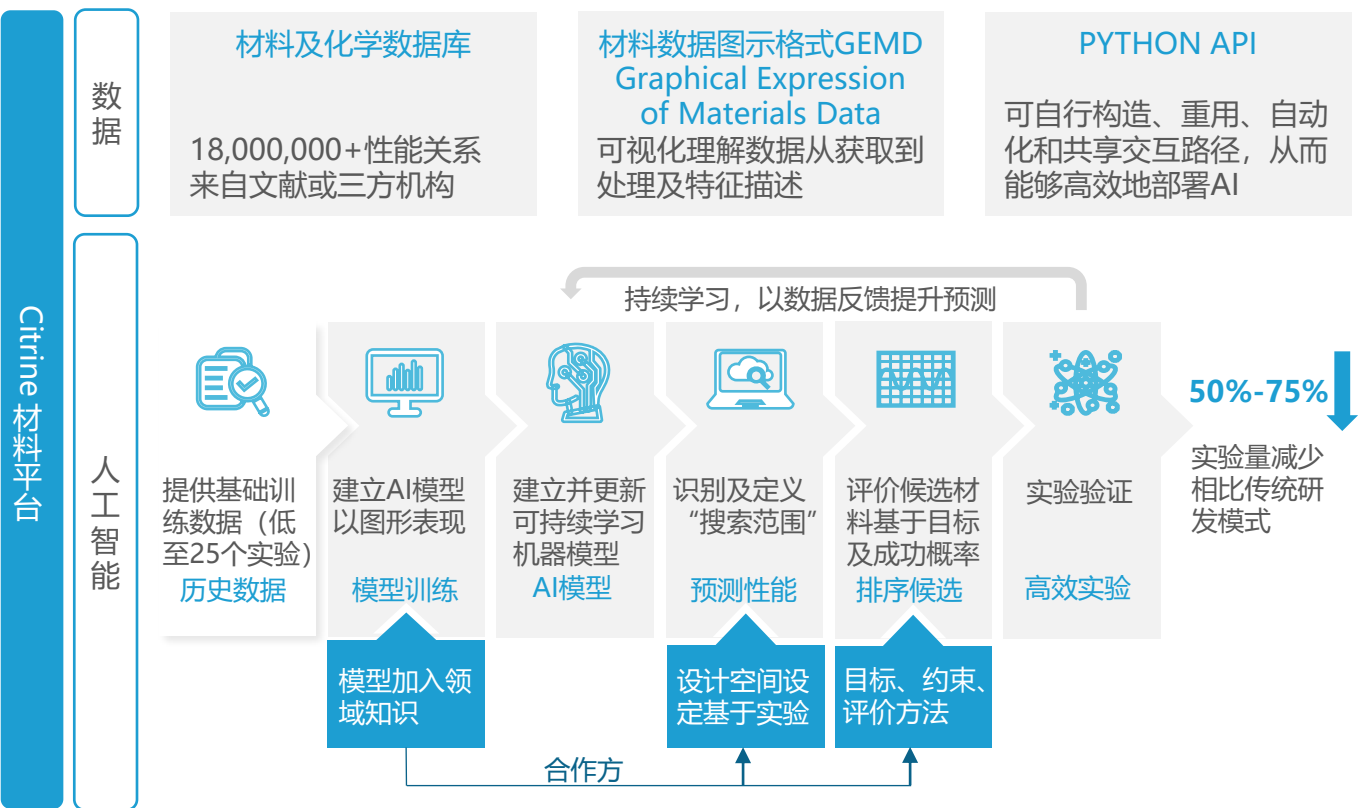 Citrine 材料平台
数
据
材料及化学数据库
18,000,000+性能关系
来自文献或三方机构
材料数据图示格式GEMD
Graphical Expression
of Materials Data
可视化理解数据从获取到
处理及特征描述
PYTHON API
可自行构造、重用、自动
化和共享交互路径，从而
能够高效地部署AI
人
工
智
能
持续学习，以数据反馈提升预测
提供基础训
练数据（低
至25个实验）
历史数据
建立AI模型
以图形表现
模型训练
建立并更新
可持续学习
机器模型
AI模型
识别及定义
“搜索范围”
预测性能
评价候选材
料基于目标
及成功概率
排序候选
实验验证
高效实验
50%-75%
实验量减少
相比传统研
发模式
模型加入领
域知识
设计空间设
定基于实验
目标、约束、
评价方法
合作方